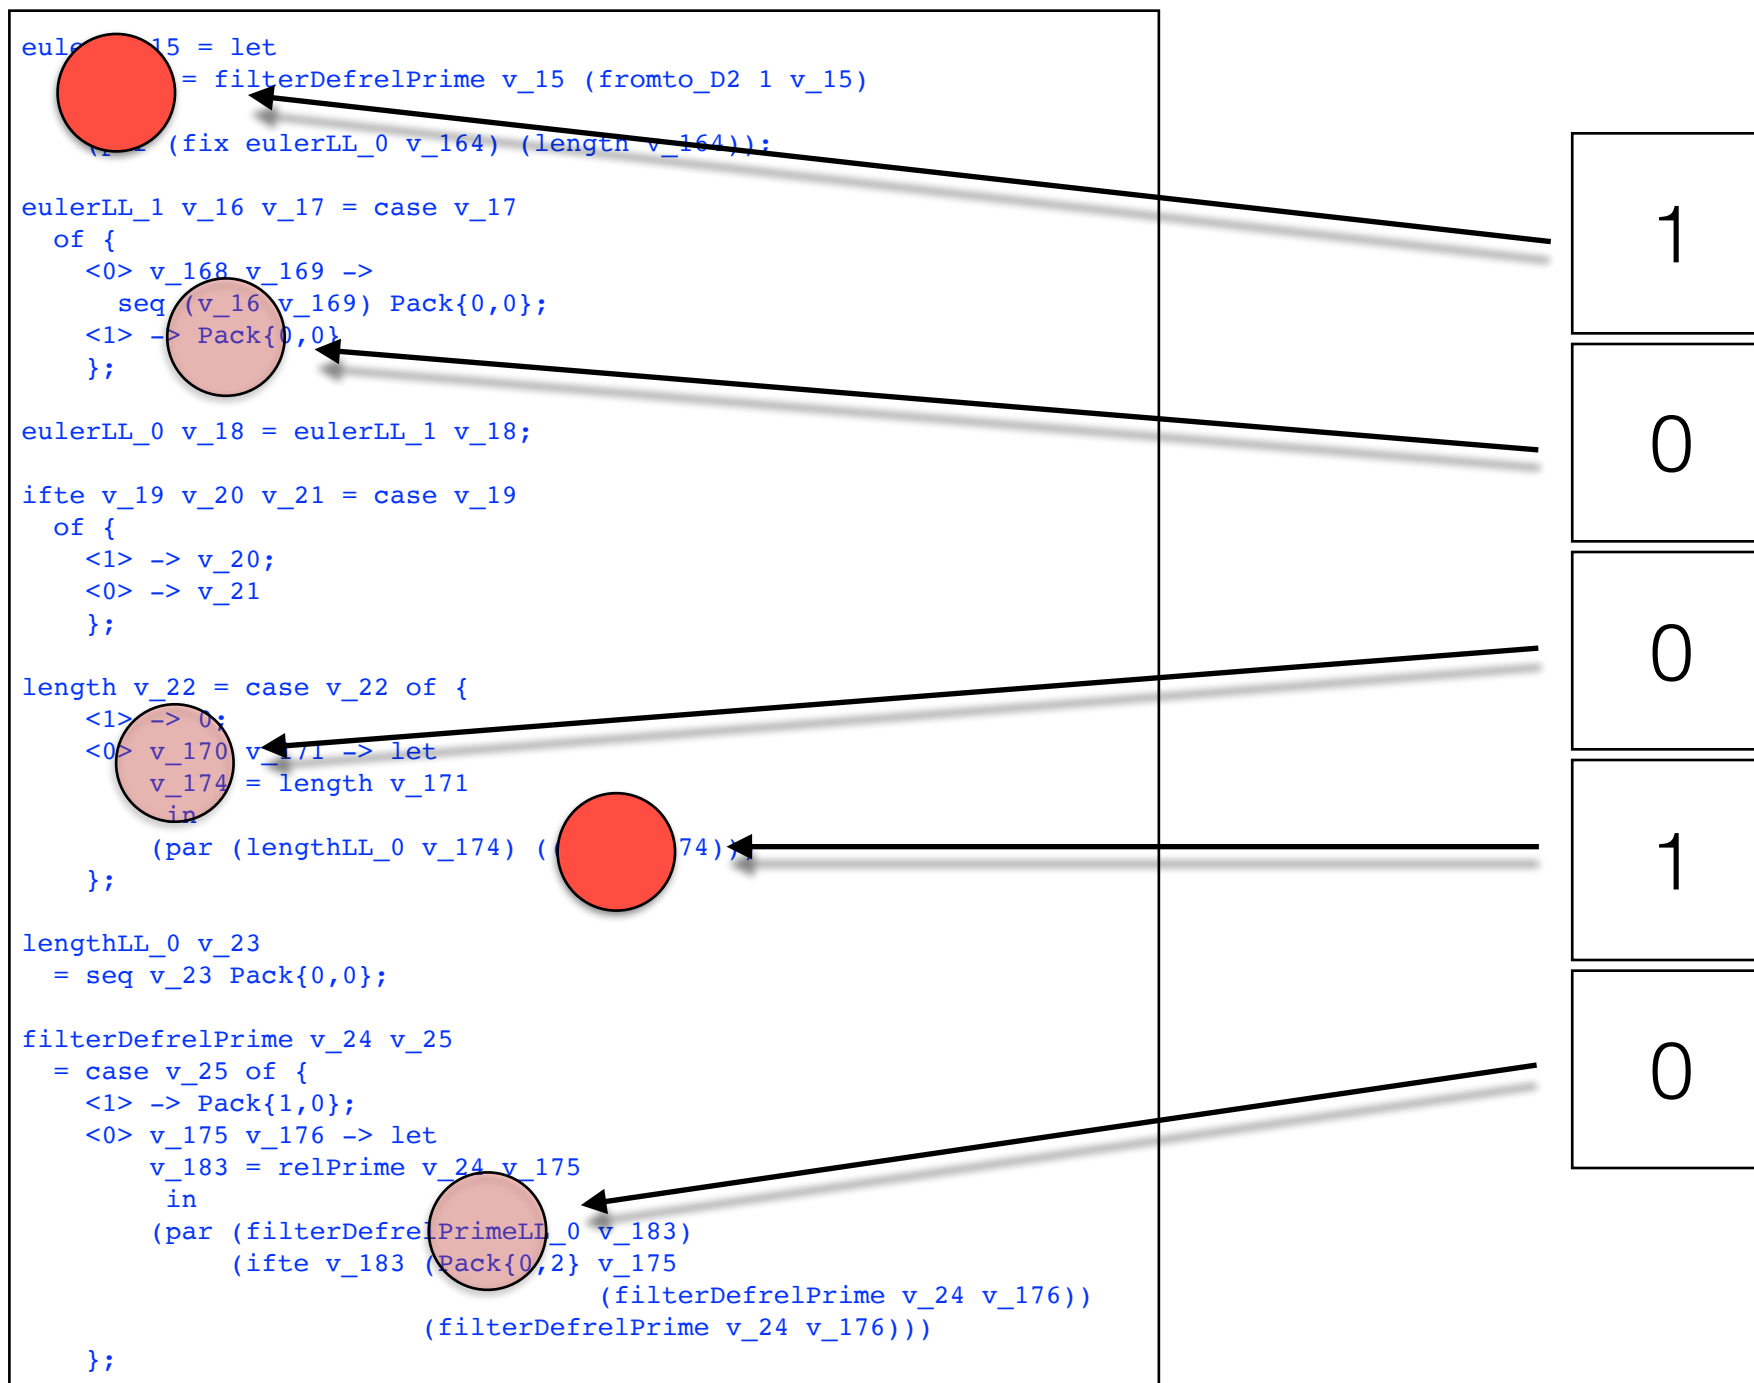 15 = let
= filterDefrelPrime v_15 (fromto_D2 1 v_15)
(fix eulerLL_0 v_164) (length v_164));
eulerLL_1 v_16 v_17 = case v_17
of {
<0> v_168 v_169 ->
seq (v_16 v_169) Pack{0,0};
<1> -> Pack{0,0}
};
eulerLL_0 v_18 = eulerLL_1 v_18;
ifte v_19 v_20 v_21 = case v_19
of {
<1> -> v_20;
<0> -> v_21
};
length v_22 = case v_22 of {
<1> -> 0;
<0> v_170 v_171 -> let
v_174 = length v_171
in
(par (lengthLL_0 v_174) ( 74))
};
lengthLL_0 v_23
= seq v_23 Pack{0,0};
filterDefrelPrime v_24 v_25
= case v_25 of {
<1> -> Pack{1,0};
<0> v_175 v_176 -> let
v_183 = relPrime v_24 v_175
in
(par (filterDefrelPrimeLL_0 v_183)
(ifte v_183 (Pack{0,2} v_175
(filterDefrelPrime v_24 v_176))
(filterDefrelPrime v_24 v_176)))
};
1
0
0
1
0